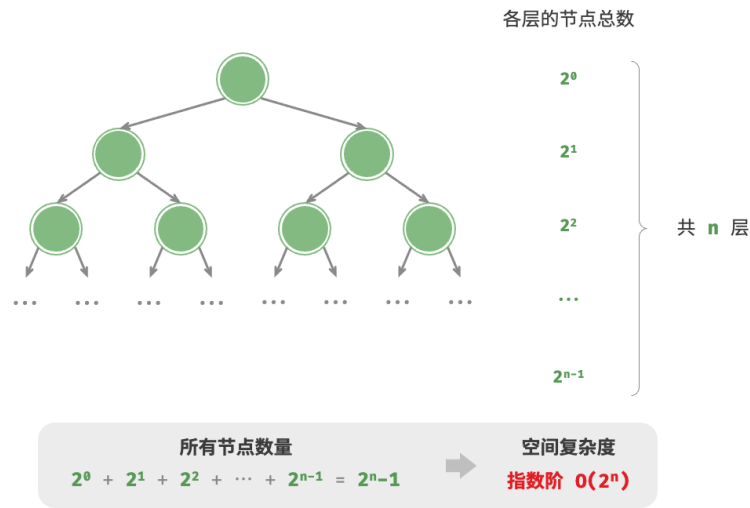 各层的节点总数
2⁰
2¹
2²
...
2ⁿ⁻¹
共 n 层
... ... ... ... ... ... ... ...
所有节点数量
2⁰ + 2¹ + 2² + ... + 2ⁿ⁻¹ = 2ⁿ-1
空间复杂度
指数阶 O(2ⁿ)